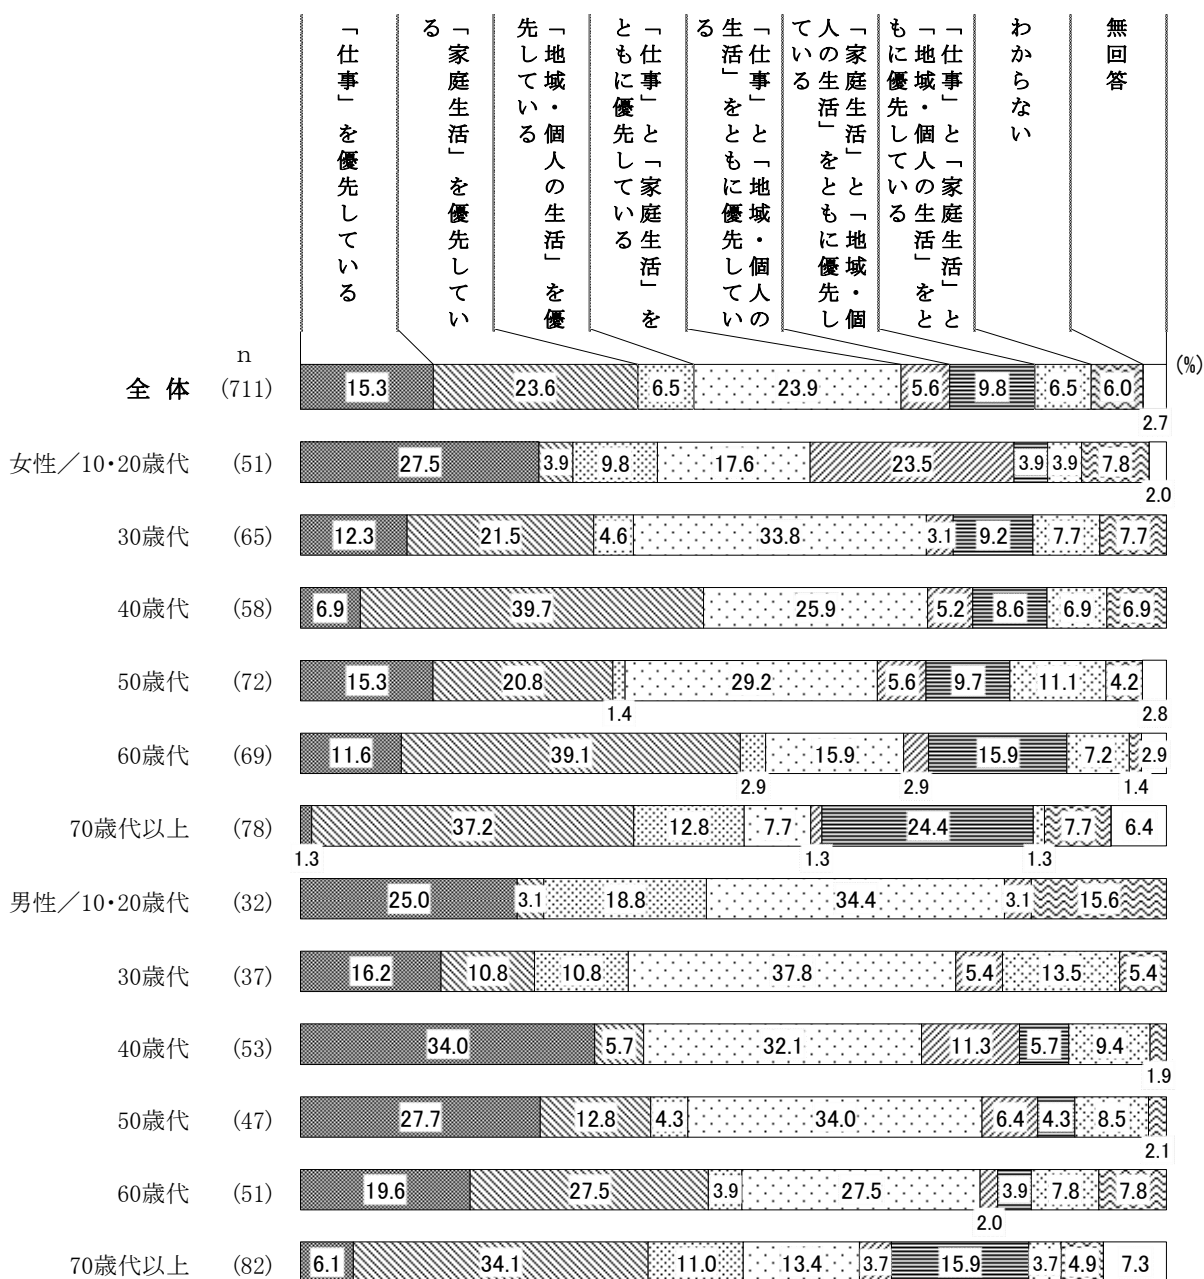 「仕事」を優先している
「家庭生活」を優先してい
る
「地域・個人の生活」を優
先している
「仕事」と「家庭生活」を
ともに優先している
「仕事」と「地域・個人の
生活」をともに優先してい
る
「家庭生活」と「地域・個
人の生活」をともに優先し
ている
「仕事」と「家庭生活」と
「地域・個人の生活」をと
もに優先している
わからない
無回答
n
(%)
全 体 (711) 15.3 23.6 6.5 23.9 5.6 9.8 6.5 6.0
2.7
女性／10・20歳代 (51) 27.5 3.9 9.8 17.6 23.5 3.9 3.9 7.8
2.0
30歳代 (65) 12.3 21.5 4.6 33.8 3.1 9.2 7.7 7.7
40歳代 (58) 6.9 39.7 25.9 5.2 8.6 6.9 6.9
50歳代 (72) 15.3 20.8 29.2 5.6 9.7 11.1 4.2
1.4 2.8
60歳代 (69) 11.6 39.1 15.9 15.9 7.2 2.9
2.9 2.9 1.4
70歳代以上 (78) 37.2 12.8 7.7 24.4 7.7 6.4
1.3 1.3 1.3
男性／10・20歳代 (32) 25.0 3.1 18.8 34.4 3.1 15.6
30歳代 (37) 16.2 10.8 10.8 37.8 5.4 13.5 5.4
40歳代 (53) 34.0 5.7 32.1 11.3 5.7 9.4
1.9
50歳代 (47) 27.7 12.8 4.3 34.0 6.4 4.3 8.5
2.1
60歳代 (51) 19.6 27.5 3.9 27.5 3.9 7.8 7.8
2.0
70歳代以上 (82) 6.1 34.1 11.0 13.4 3.7 15.9 3.7 4.9 7.3